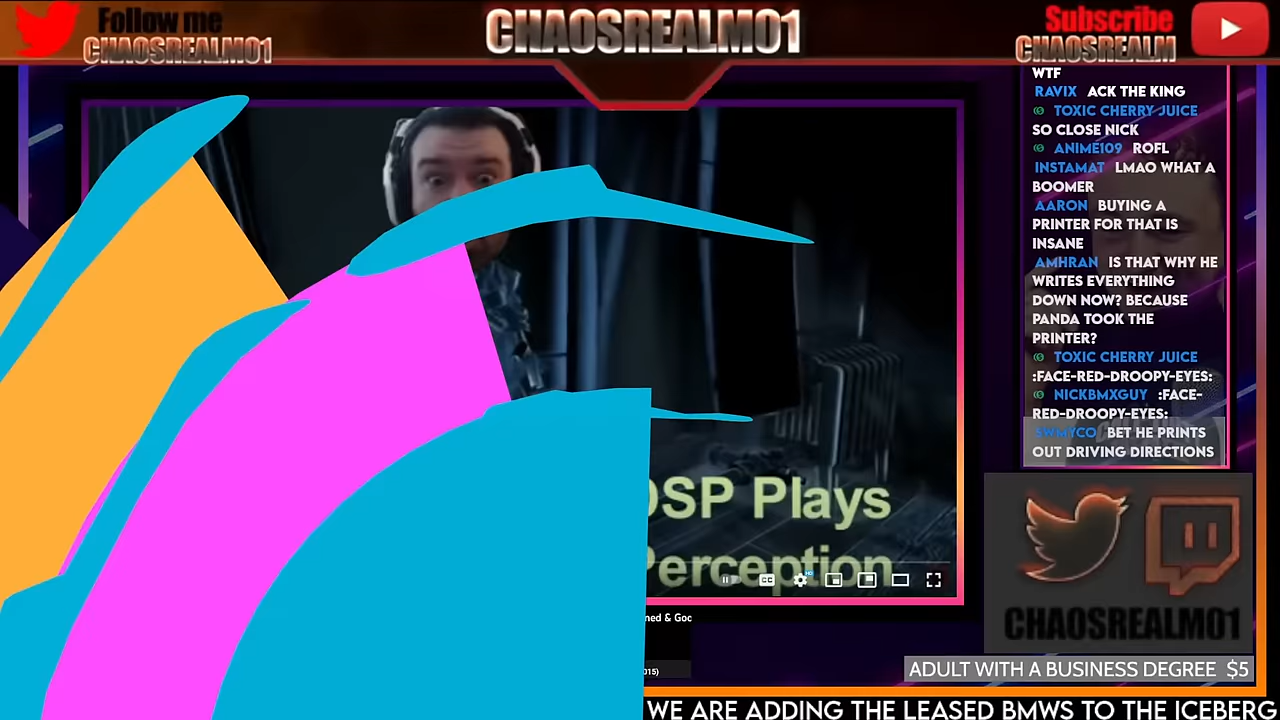 Follow me
CHAOSREALM01
CHAOSREALM01
Subscribe
CHAOSREALM
WTF
RAVIX ACK THE KING
TOXIC CHERRY JUICE
SO CLOSE NICK
ANIME109 ROFL
INSTAMAT LMAO WHAT A
BOOMER
AARON BUYING A
PRINTER FOR THAT IS
INSANE
AMHRAN IS THAT WHY HE
WRITES EVERYTHING
DOWN NOW? BECAUSE
PANDA TOOK THE
PRINTER?
TOXIC CHERRY JUICE
:FACE-RED-DROOPY-EYES:
NICKBMXGUY :FACE-
RED-DROOPY-EYES:
SWMYCO BET HE PRINTS
OUT DRIVING DIRECTIONS
DSP Plays
Perception
CC
HD
CHAOSREALM01
ADULT WITH A BUSINESS DEGREE $5
WE ARE ADDING THE LEASED BMWS TO THE ICEBERG